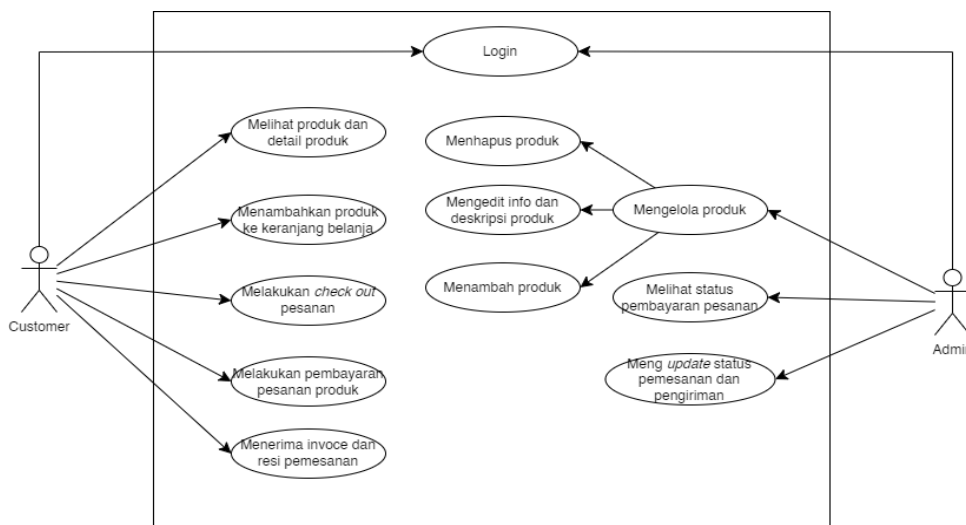 Login
Melihat produk dan
detail produk
Menhapus produk
Menambahkan produk
ke keranjang belanja
Mengedit info dan
deskripsi produk
Mengelola produk
Melakukan check out
pesanan
Menambah produk
Melihat status
pembayaran pesanan
Customer
Admin
Melakukan pembayaran
pesanan produk
Meng update status
pemesanan dan
pengiriman
Menerima invoce dan
resi pemesanan